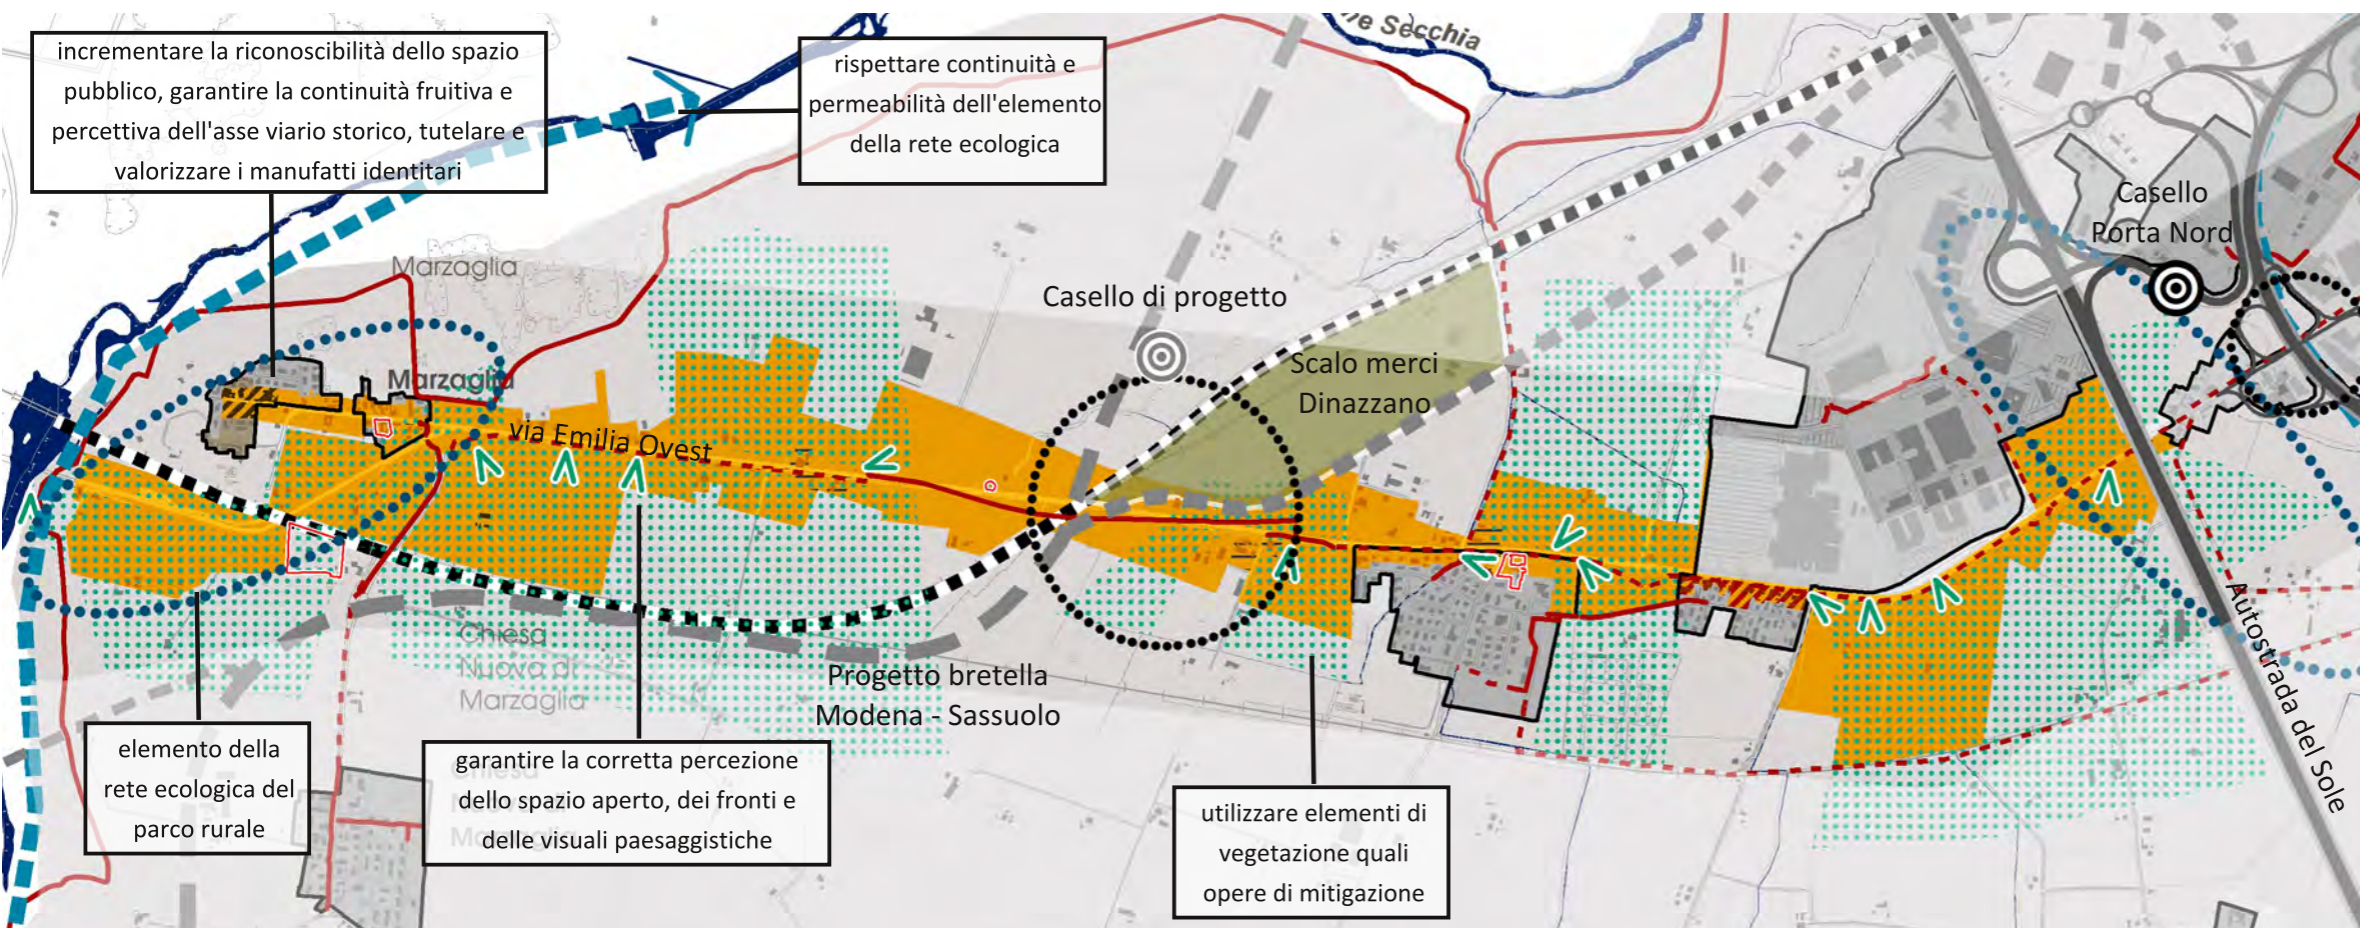 incrementare la riconoscibilità dello spazio
pubblico, garantire la continuità fruitiva e
percettiva dell'asse viario storico, tutelare e
valorizzare i manufatti identitari
rispettare continuità e
permeabilità dell'elemento
della rete ecologica
Secchia
Casello
Porta Nord
Marzaglia
Casello di progetto
Marzaglia
Scalo merci
Dinazzano
via Emilia Ovest
Autostrada del Sole
Chiesa
Nuova di
Marzaglia
Progetto bretella
Modena - Sassuolo
elemento della
rete ecologica del
parco rurale
garantire la corretta percezione
dello spazio aperto, dei fronti e
delle visuali paesaggistiche
utilizzare elementi di
vegetazione quali
opere di mitigazione